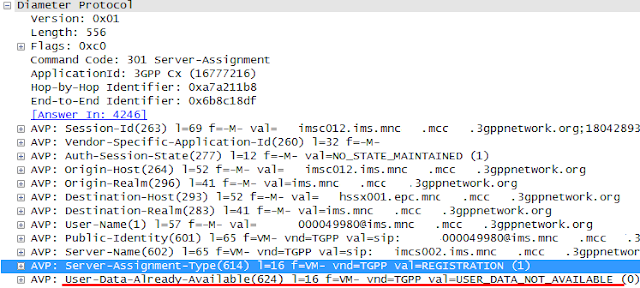 Diameter Protocol
Version: 0x01
Length: 556
Flags: 0xc0
Command Code: 301 Server-Assignment
ApplicationId: 3GPP Cx (16777216)
Hop-by-Hop Identifier: 0xa7a211b8
End-to-End Identifier: 0x6b8c18df
[Answer In: 4246]
AVP: Session-Id(263) l=69 f=-M- val= imsc012.ims.mnc .mcc .3gppnetwork.org;18042893
AVP: Vendor-Specific-Application-Id(260) l=32 f=-M-
AVP: Auth-Session-State(277) l=12 f=-M- val=NO_STATE_MAINTAINED (1)
AVP: Origin-Host(264) l=52 f=-M- val= imsc012.ims.mnc .mcc .3gppnetwork.org
AVP: Origin-Realm(296) l=41 f=-M- val=ims.mnc .mcc .3gppnetwork.org
AVP: Destination-Host(293) l=52 f=-M- val= hssx001.epc.mnc .mcc .3gppnetwork.org
AVP: Destination-Realm(283) l=41 f=-M- val=ims.mnc .mcc .3gppnetwork.org
AVP: User-Name(1) l=57 f=-M- val= 000049980@ims.mnc .mcc .3gppnetwork.org
AVP: Public-Identity(601) l=65 f=VM- vnd=TGPP val=sip: 000049980@ims.mnc .mcc .3gppn
AVP: Server-Name(602) l=65 f=VM- vnd=TGPP val=sip: imcs002.ims.mnc .mcc .3gppnetwork.org
AVP: Server-Assignment-Type(614) l=16 f=VM- vnd=TGPP val=REGISTRATION (1)
AVP: User-Data-Already-Available(624) l=16 f=VM- vnd=TGPP val=USER_DATA_NOT_AVAILABLE (0)